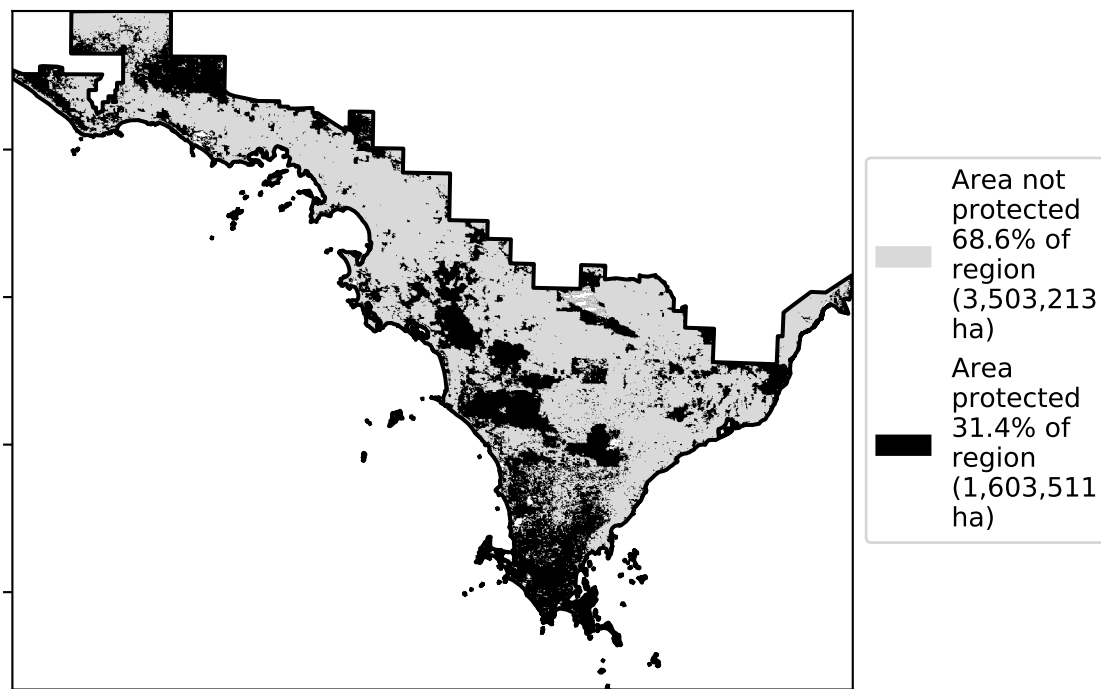 Area not
protected
68.6% of
region
(3,503,213
ha)
Area
protected
31.4% of
region
(1,603,511
ha)